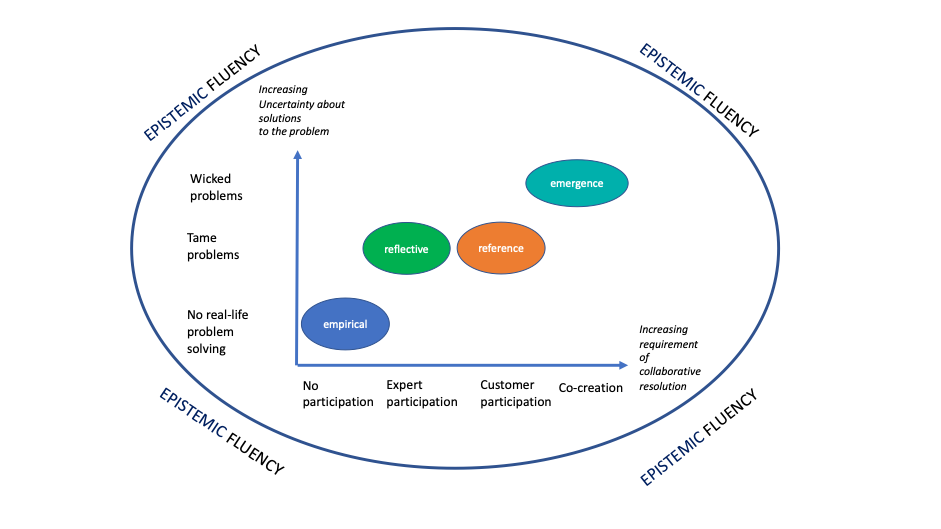 EPISTEMIC FLUENCY
EPISTEMIC FLUENCY
Increasing
Uncertainty about
solutions
to the problem
Wicked
problems
emergence
Tame
problems
reflective
reference
No real-life
problem
solving
empirical
Increasing
requirement
of
collaborative
resolution
No
participation
Expert
participation
Customer
participation
Co-creation
EPISTEMIC FLUENCY
EPISTEMIC FLUENCY